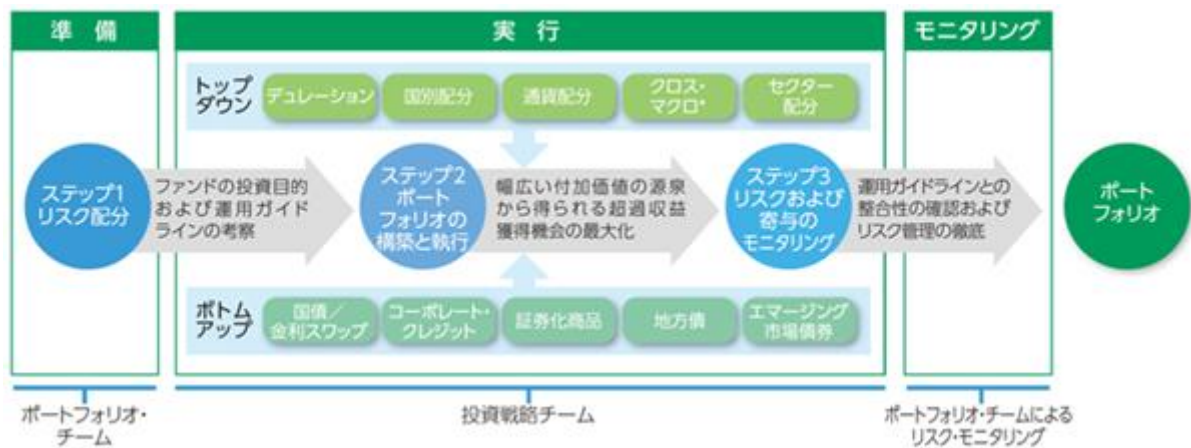 準 備
実 行
モニタリング
トップ
ダウン
デュレーション
国別配分
通貨配分
クロス・
マクロ*
セクター
配分
ステップ1
リスク配分
ファンドの投資目的
および運用ガイド
ラインの考察
ステップ2
ポート
フォリオの
構築と執行
幅広い付加価値の源泉
から得られる超過収益
獲得機会の最大化
ステップ3
リスクおよび
寄与の
モニタリング
運用ガイドラインとの
整合性の確認および
リスク管理の徹底
ポート
フォリオ
ボトム
アップ
国債／
金利スワップ
コーポレート・
クレジット
証券化商品
地方債
エマージング
市場債券
ポートフォリオ・
チーム
投資戦略チーム
ポートフォリオ・チームによる
リスク・モニタリング